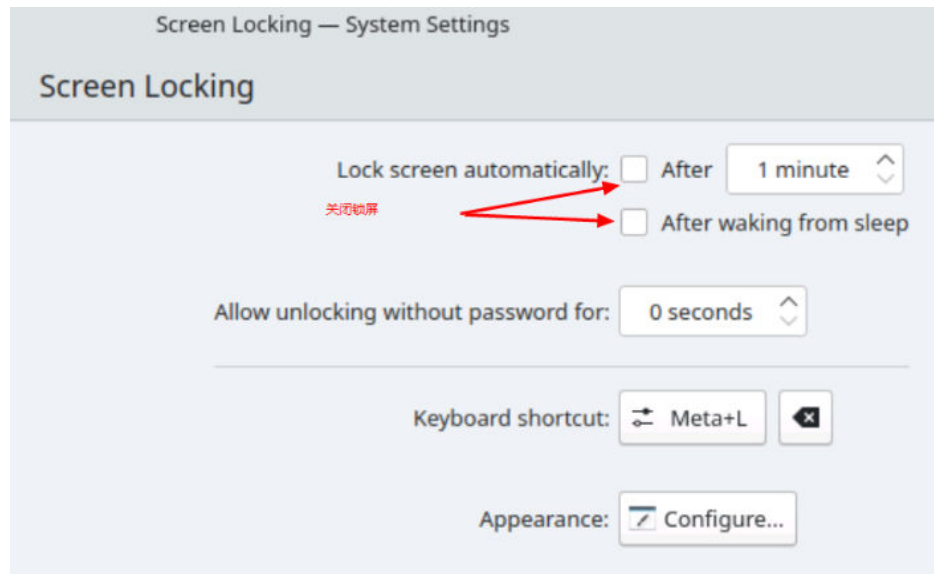 Screen Locking — System Settings
Screen Locking
Lock screen automatically: After 1 minute
关闭锁屏
After waking from sleep
Allow unlocking without password for: 0 seconds
Keyboard shortcut: Meta+L
Appearance: Configure...